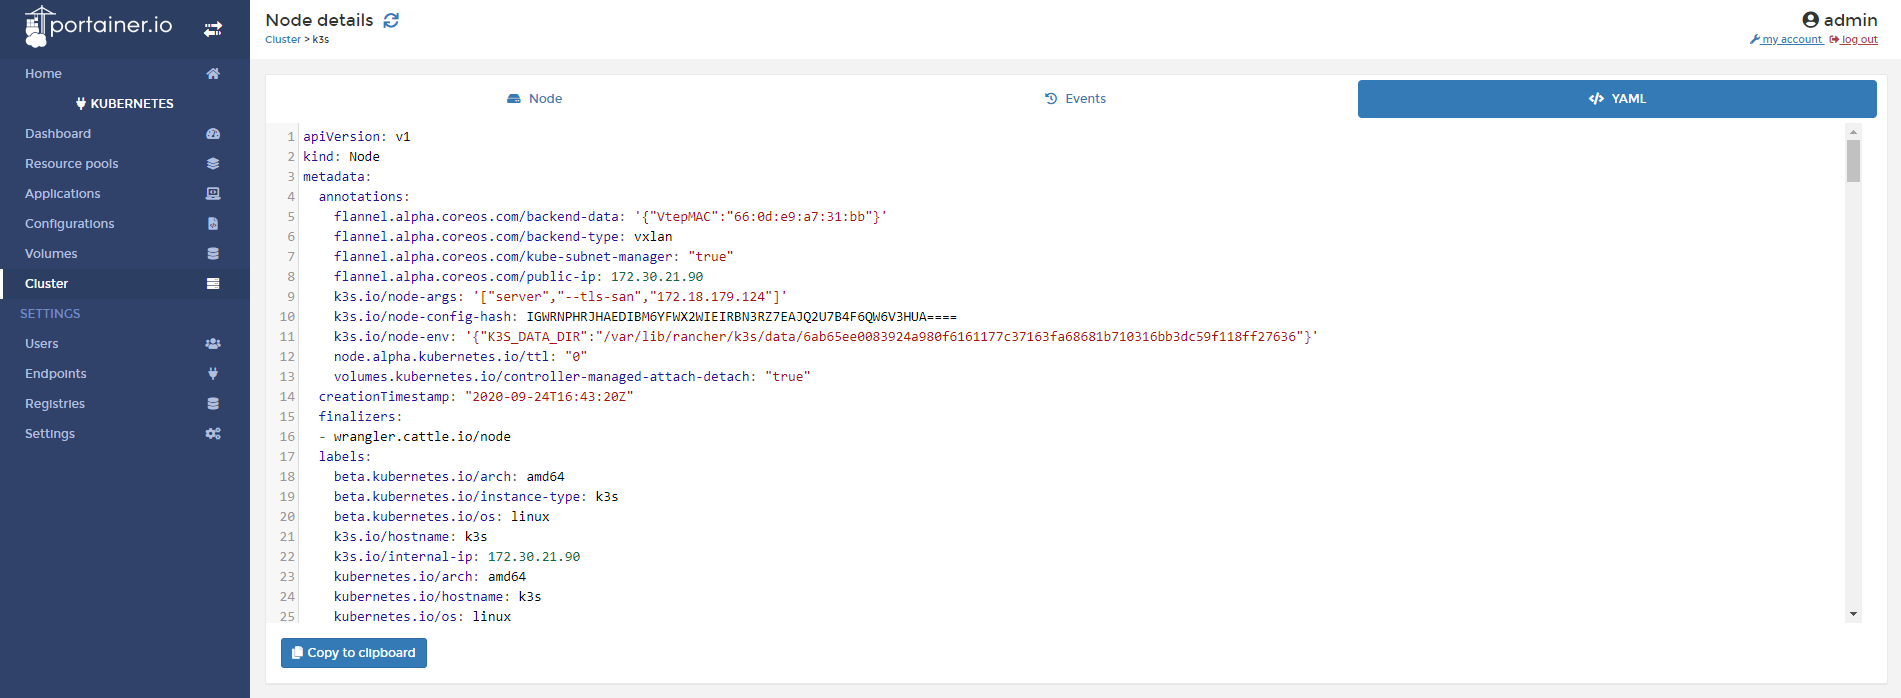 portainer.io
Home
KUBERNETES
Dashboard
Resource pools
Applications
Configurations
Volumes
Cluster
SETTINGS
Users
Endpoints
Registries
Settings
Node details
Cluster > k3s
admin
my account log out
Node Events YAML
1 apiVersion: v1
2 kind: Node
3 metadata:
4 annotations:
5 flannel.alpha.coreos.com/backend-data: '{"VtepMAC":"66:0d:e9:a7:31:bb"}'
6 flannel.alpha.coreos.com/backend-type: vxlan
7 flannel.alpha.coreos.com/kube-subnet-manager: "true"
8 flannel.alpha.coreos.com/public-ip: 172.30.21.90
9 k3s.io/node-args: '["server","--tls-san","172.18.179.124"]'
10 k3s.io/node-config-hash: IGWRNPHRJHAEDIBM6YFWX2WIEIRBN3RZ7EAJQ2U7B4F6QW6V3HUA====
11 k3s.io/node-env: '{"K3S_DATA_DIR":"/var/lib/rancher/k3s/data/6ab65ee0083924a980f6161177c37163fa68681b710316bb3dc59f118ff27636"}'
12 node.alpha.kubernetes.io/ttl: "0"
13 volumes.kubernetes.io/controller-managed-attach-detach: "true"
14 creationTimestamp: "2020-09-24T16:43:20Z"
15 finalizers:
16 - wrangler.cattle.io/node
17 labels:
18 beta.kubernetes.io/arch: amd64
19 beta.kubernetes.io/instance-type: k3s
20 beta.kubernetes.io/os: linux
21 k3s.io/hostname: k3s
22 k3s.io/internal-ip: 172.30.21.90
23 kubernetes.io/arch: amd64
24 kubernetes.io/hostname: k3s
25 kubernetes.io/os: linux
Copy to clipboard